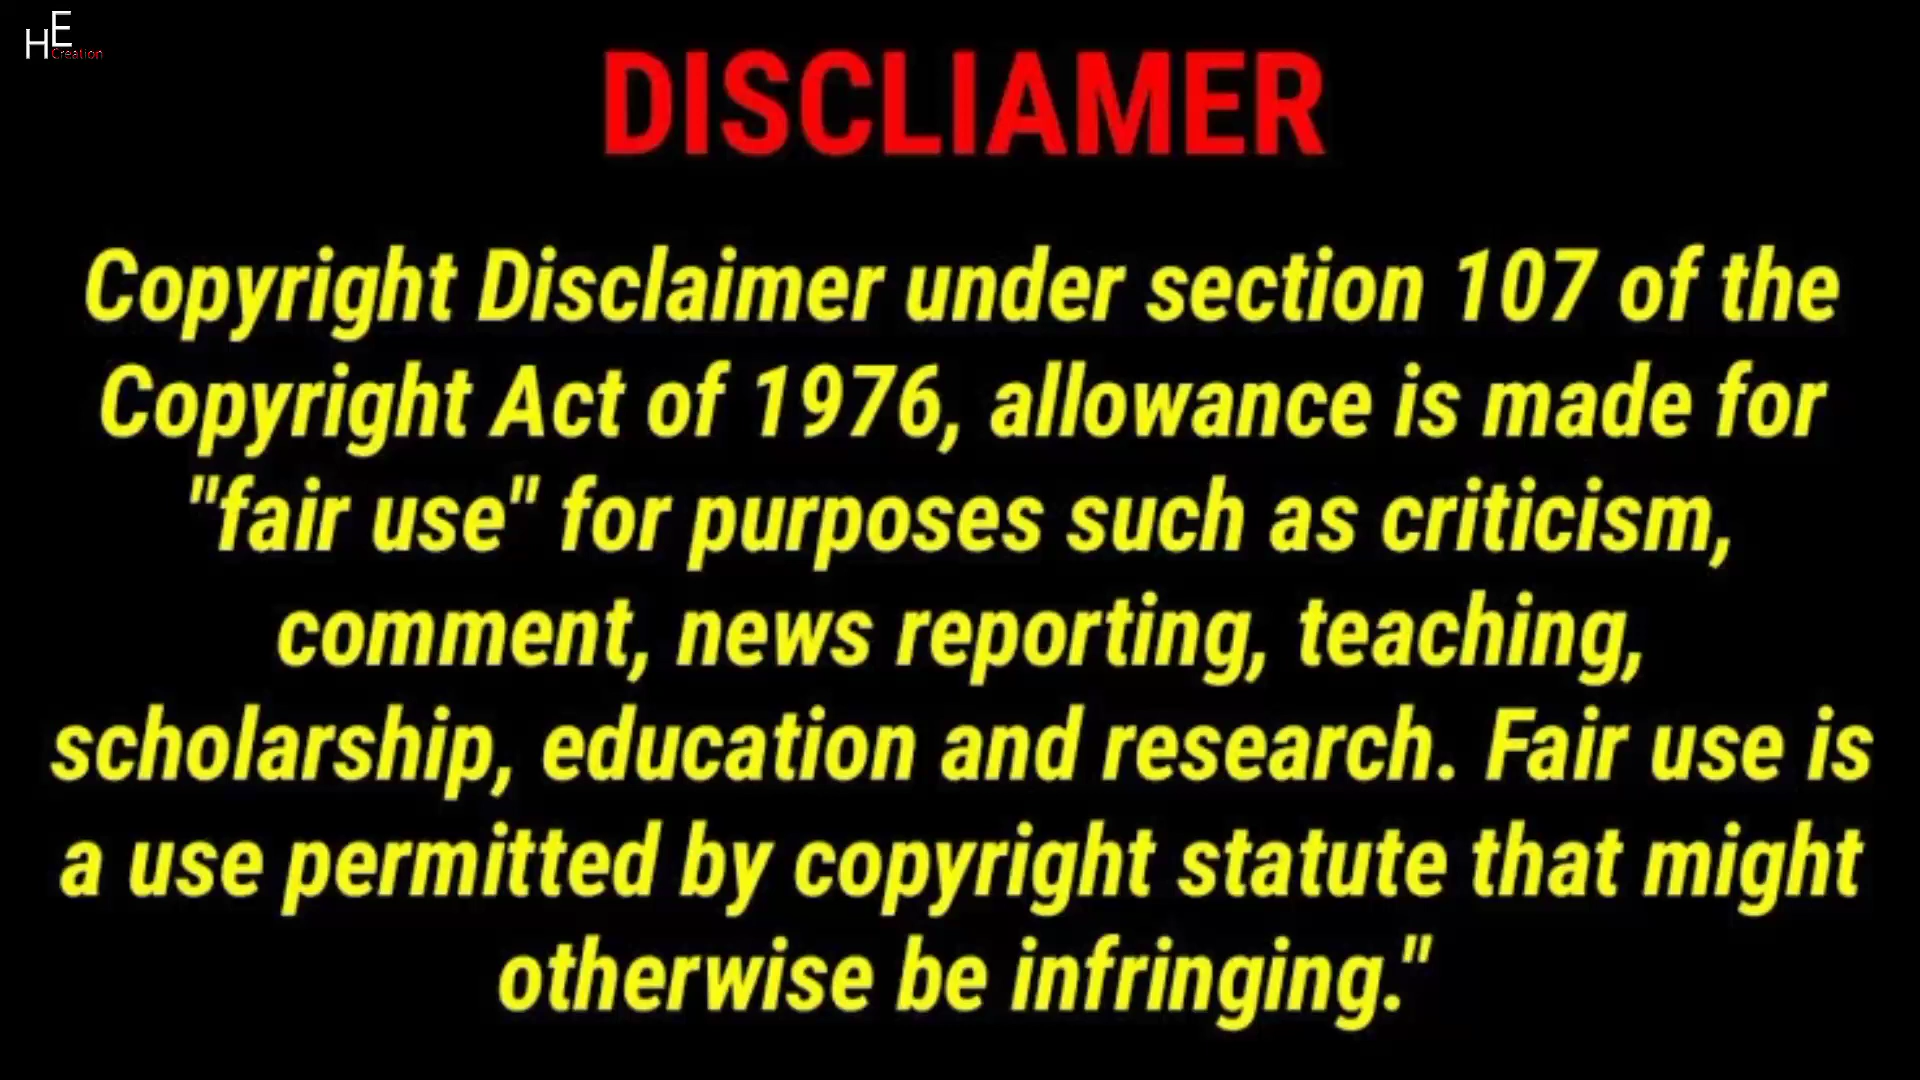 HE
Creation
DISCLIAMER
Copyright Disclaimer under section 107 of the
Copyright Act of 1976, allowance is made for
"fair use" for purposes such as criticism,
comment, news reporting, teaching,
scholarship, education and research. Fair use is
a use permitted by copyright statute that might
otherwise be infringing."